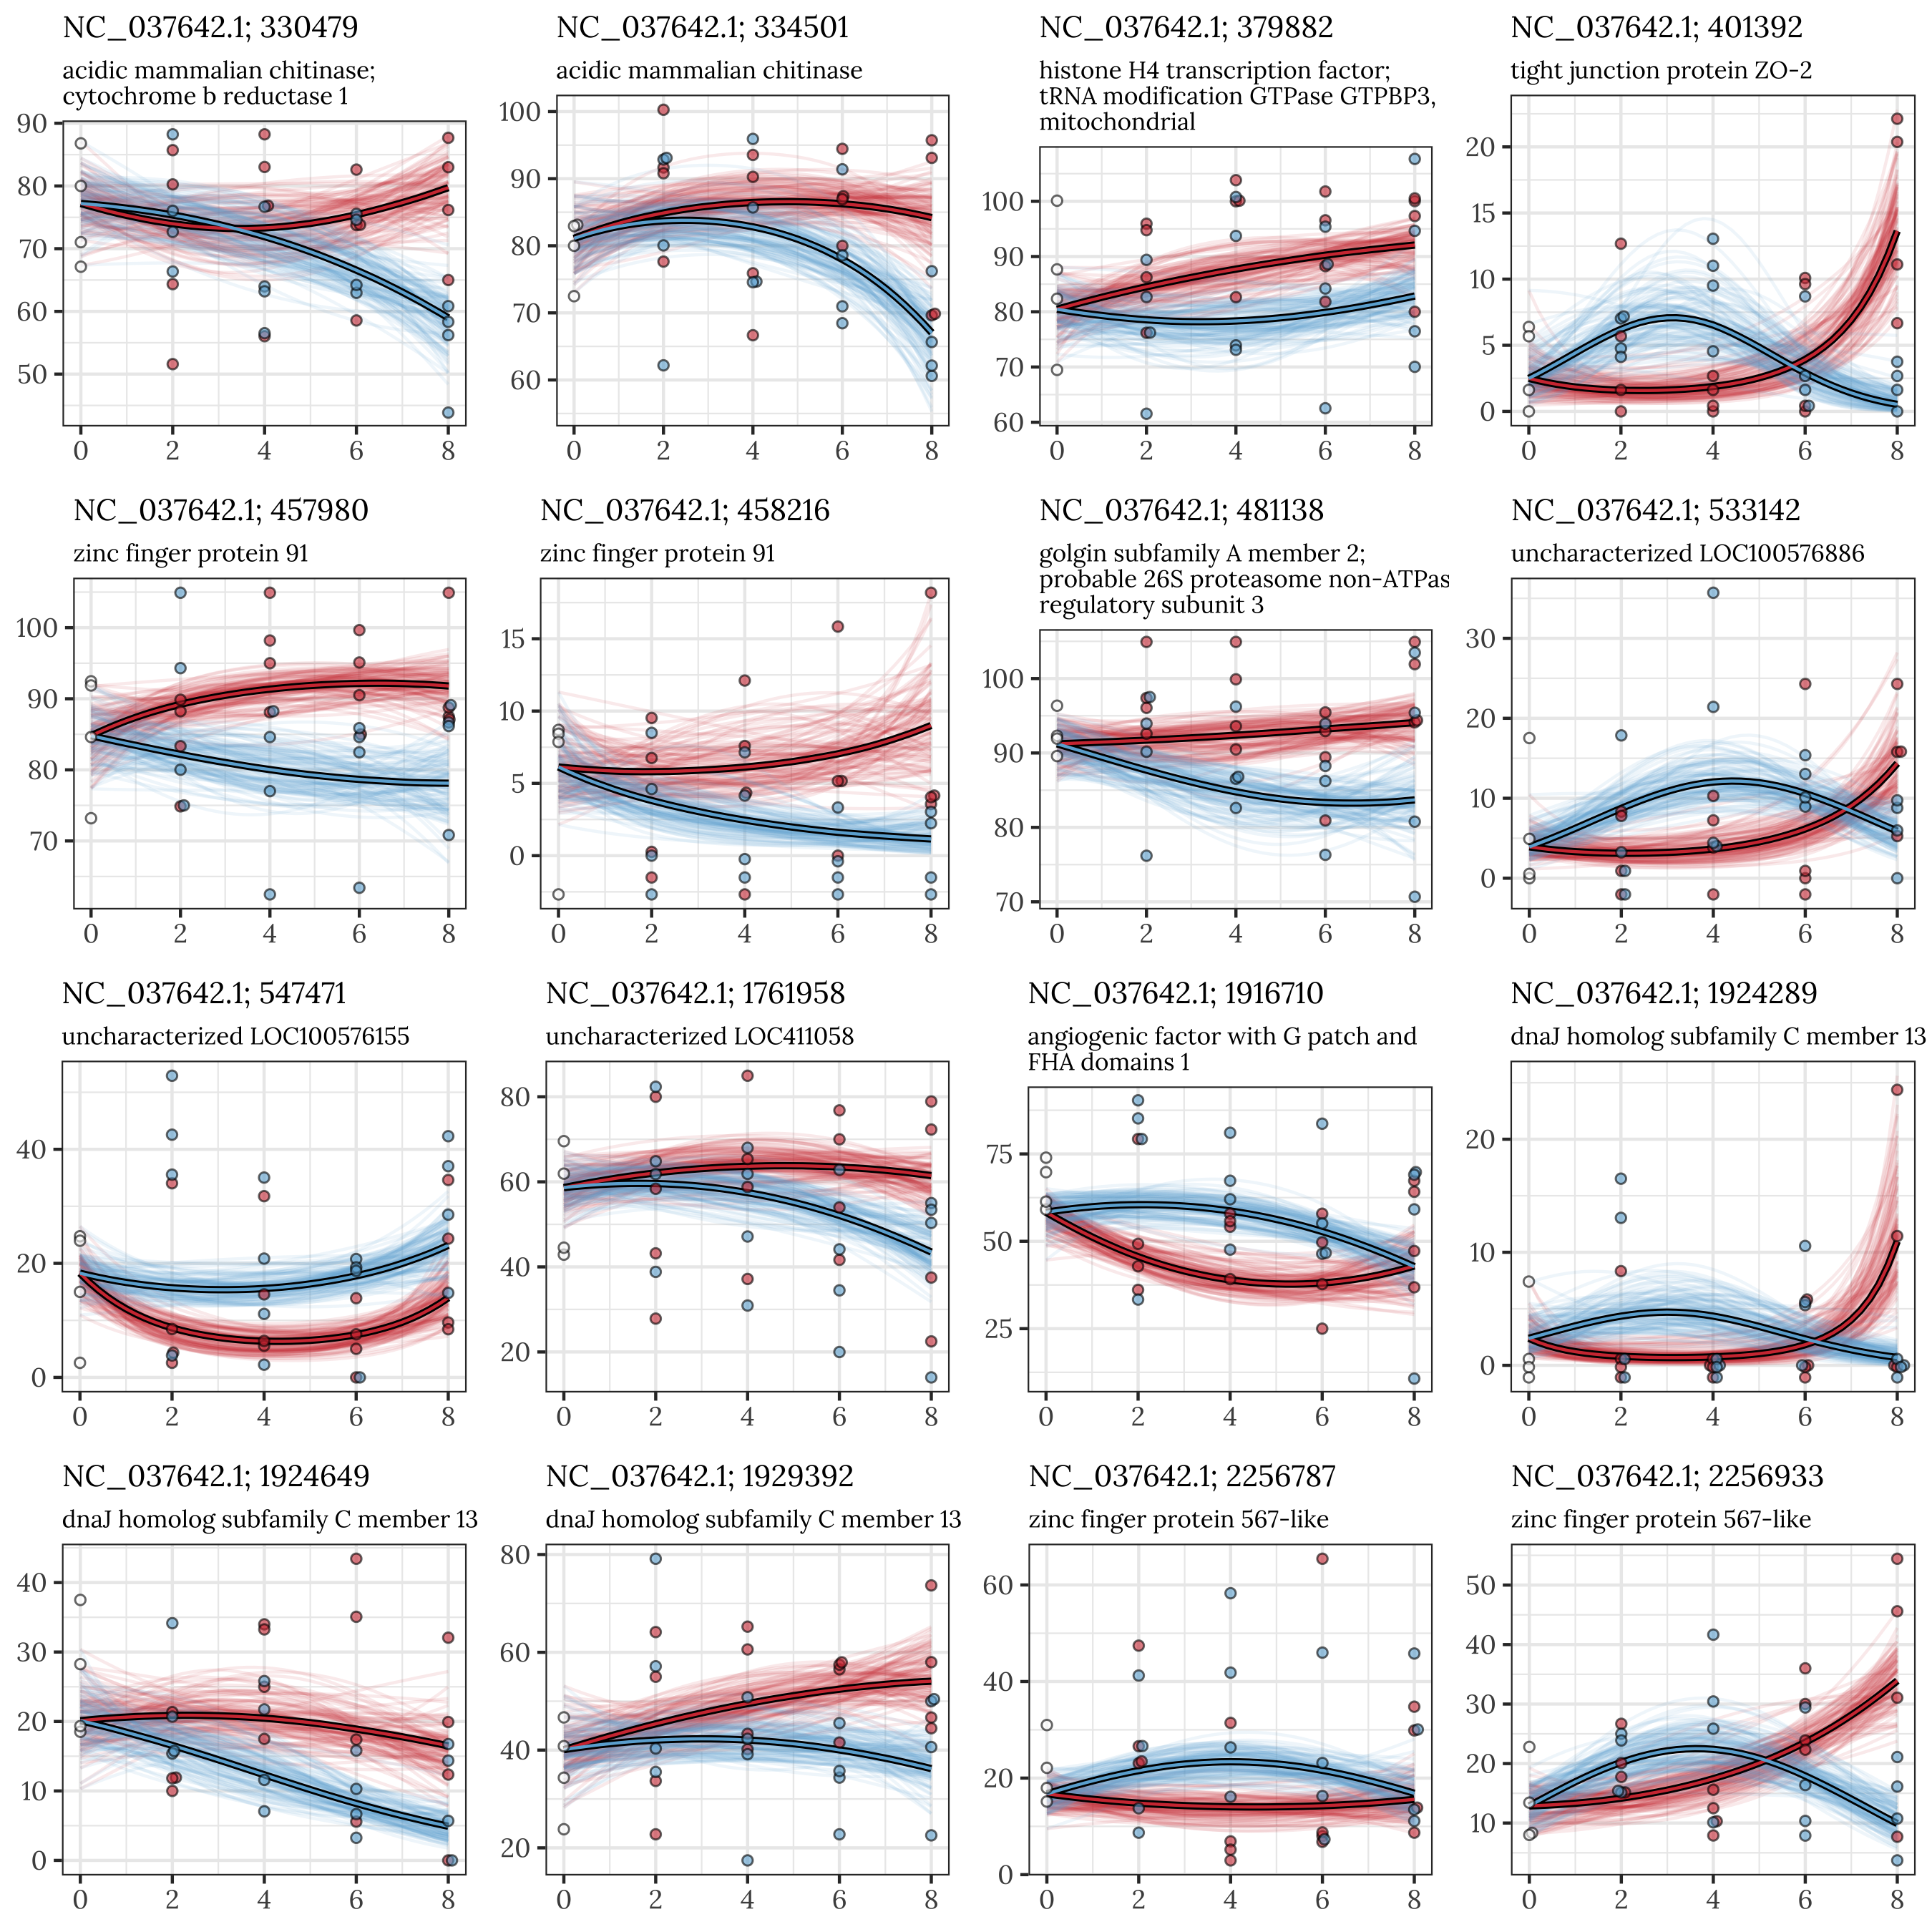 NC_037642.1; 330479
acidic mammalian chitinase;
cytochrome b reductase 1
90
80
70
60
50
0 2 4 6 8
NC_037642.1; 334501
acidic mammalian chitinase
100
90
80
70
60
0 2 4 6 8
NC_037642.1; 379882
histone H4 transcription factor;
tRNA modification GTPase GTPBP3,
mitochondrial
100
90
80
70
60
0 2 4 6 8
NC_037642.1; 401392
tight junction protein ZO-2
20
15
10
5
0
0 2 4 6 8
NC_037642.1; 457980
zinc finger protein 91
100
90
80
70
0 2 4 6 8
NC_037642.1; 458216
zinc finger protein 91
15
10
5
0
0 2 4 6 8
NC_037642.1; 481138
golgin subfamily A member 2;
probable 26S proteasome non-ATPas
regulatory subunit 3
100
90
80
70
0 2 4 6 8
NC_037642.1; 533142
uncharacterized LOC100576886
30
20
10
0
0 2 4 6 8
NC_037642.1; 547471
uncharacterized LOC100576155
40
20
0
0 2 4 6 8
NC_037642.1; 1761958
uncharacterized LOC411058
80
60
40
20
0 2 4 6 8
NC_037642.1; 1916710
angiogenic factor with G patch and
FHA domains 1
75
50
25
0 2 4 6 8
NC_037642.1; 1924289
dnaJ homolog subfamily C member 13
20
10
0
0 2 4 6 8
NC_037642.1; 1924649
dnaJ homolog subfamily C member 13
40
30
20
10
0
0 2 4 6 8
NC_037642.1; 1929392
dnaJ homolog subfamily C member 13
80
60
40
20
0 2 4 6 8
NC_037642.1; 2256787
zinc finger protein 567-like
60
40
20
0
0 2 4 6 8
NC_037642.1; 2256933
zinc finger protein 567-like
50
40
30
20
10
0 2 4 6 8